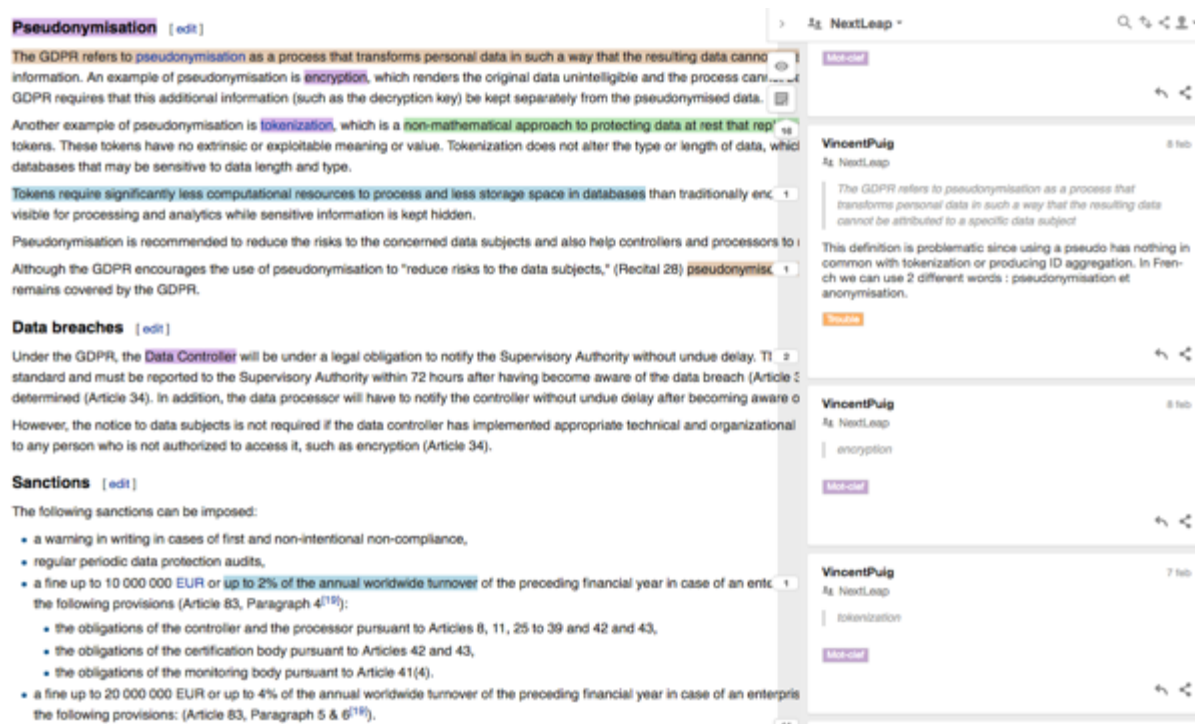 Pseudonymisation [edit]
The GDPR refers to pseudonymisation as a process that transforms personal data in such a way that the resulting data canno
information. An example of pseudonymisation is encryption, which renders the original data unintelligible and the process cann
GDPR requires that this additional information (such as the decryption key) be kept separately from the pseudonymised data.
Another example of pseudonymisation is tokenization, which is a non-mathematical approach to protecting data at rest that repl
tokens. These tokens have no extrinsic or exploitable meaning or value. Tokenization does not alter the type or length of data, whicl
databases that may be sensitive to data length and type.
Tokens require significantly less computational resources to process and less storage space in databases than traditionally enc
visible for processing and analytics while sensitive information is kept hidden.
Pseudonymisation is recommended to reduce the risks to the concerned data subjects and also help controllers and processors to
Although the GDPR encourages the use of pseudonymisation to "reduce risks to the data subjects," (Recital 28) pseudonymise
remains covered by the GDPR.
Data breaches [edit]
Under the GDPR, the Data Controller will be under a legal obligation to notify the Supervisory Authority without undue delay. Tl
standard and must be reported to the Supervisory Authority within 72 hours after having become aware of the data breach (Article 3
determined (Article 34). In addition, the data processor will have to notify the controller without undue delay after becoming aware o
However, the notice to data subjects is not required if the data controller has implemented appropriate technical and organizational
to any person who is not authorized to access it, such as encryption (Article 34).
Sanctions [edit]
The following sanctions can be imposed:
• a warning in writing in cases of first and non-intentional non-compliance,
• regular periodic data protection audits,
• a fine up to 10 000 000 EUR or up to 2% of the annual worldwide turnover of the preceding financial year in case of an ente
the following provisions (Article 83, Paragraph 4[19]):
• the obligations of the controller and the processor pursuant to Articles 8, 11, 25 to 39 and 42 and 43,
• the obligations of the certification body pursuant to Articles 42 and 43,
• the obligations of the monitoring body pursuant to Article 41(4).
• a fine up to 20 000 000 EUR or up to 4% of the annual worldwide turnover of the preceding financial year in case of an enterpris
the following provisions: (Article 83, Paragraph 5 & 6[19]).
16
1
1
2
1
NextLeap
Mot-clef
VincentPuig 8 feb
NextLeap
The GDPR refers to pseudonymisation as a process that
transforms personal data in such a way that the resulting data
cannot be attributed to a specific data subject
This definition is problematic since using a pseudo has nothing in
common with tokenization or producing ID aggregation. In Fren-
ch we can use 2 different words : pseudonymisation et
anonymisation.
Trouble
VincentPuig 8 feb
NextLeap
encryption
Mot-clef
VincentPuig 7 feb
NextLeap
tokenization
Mot-clef